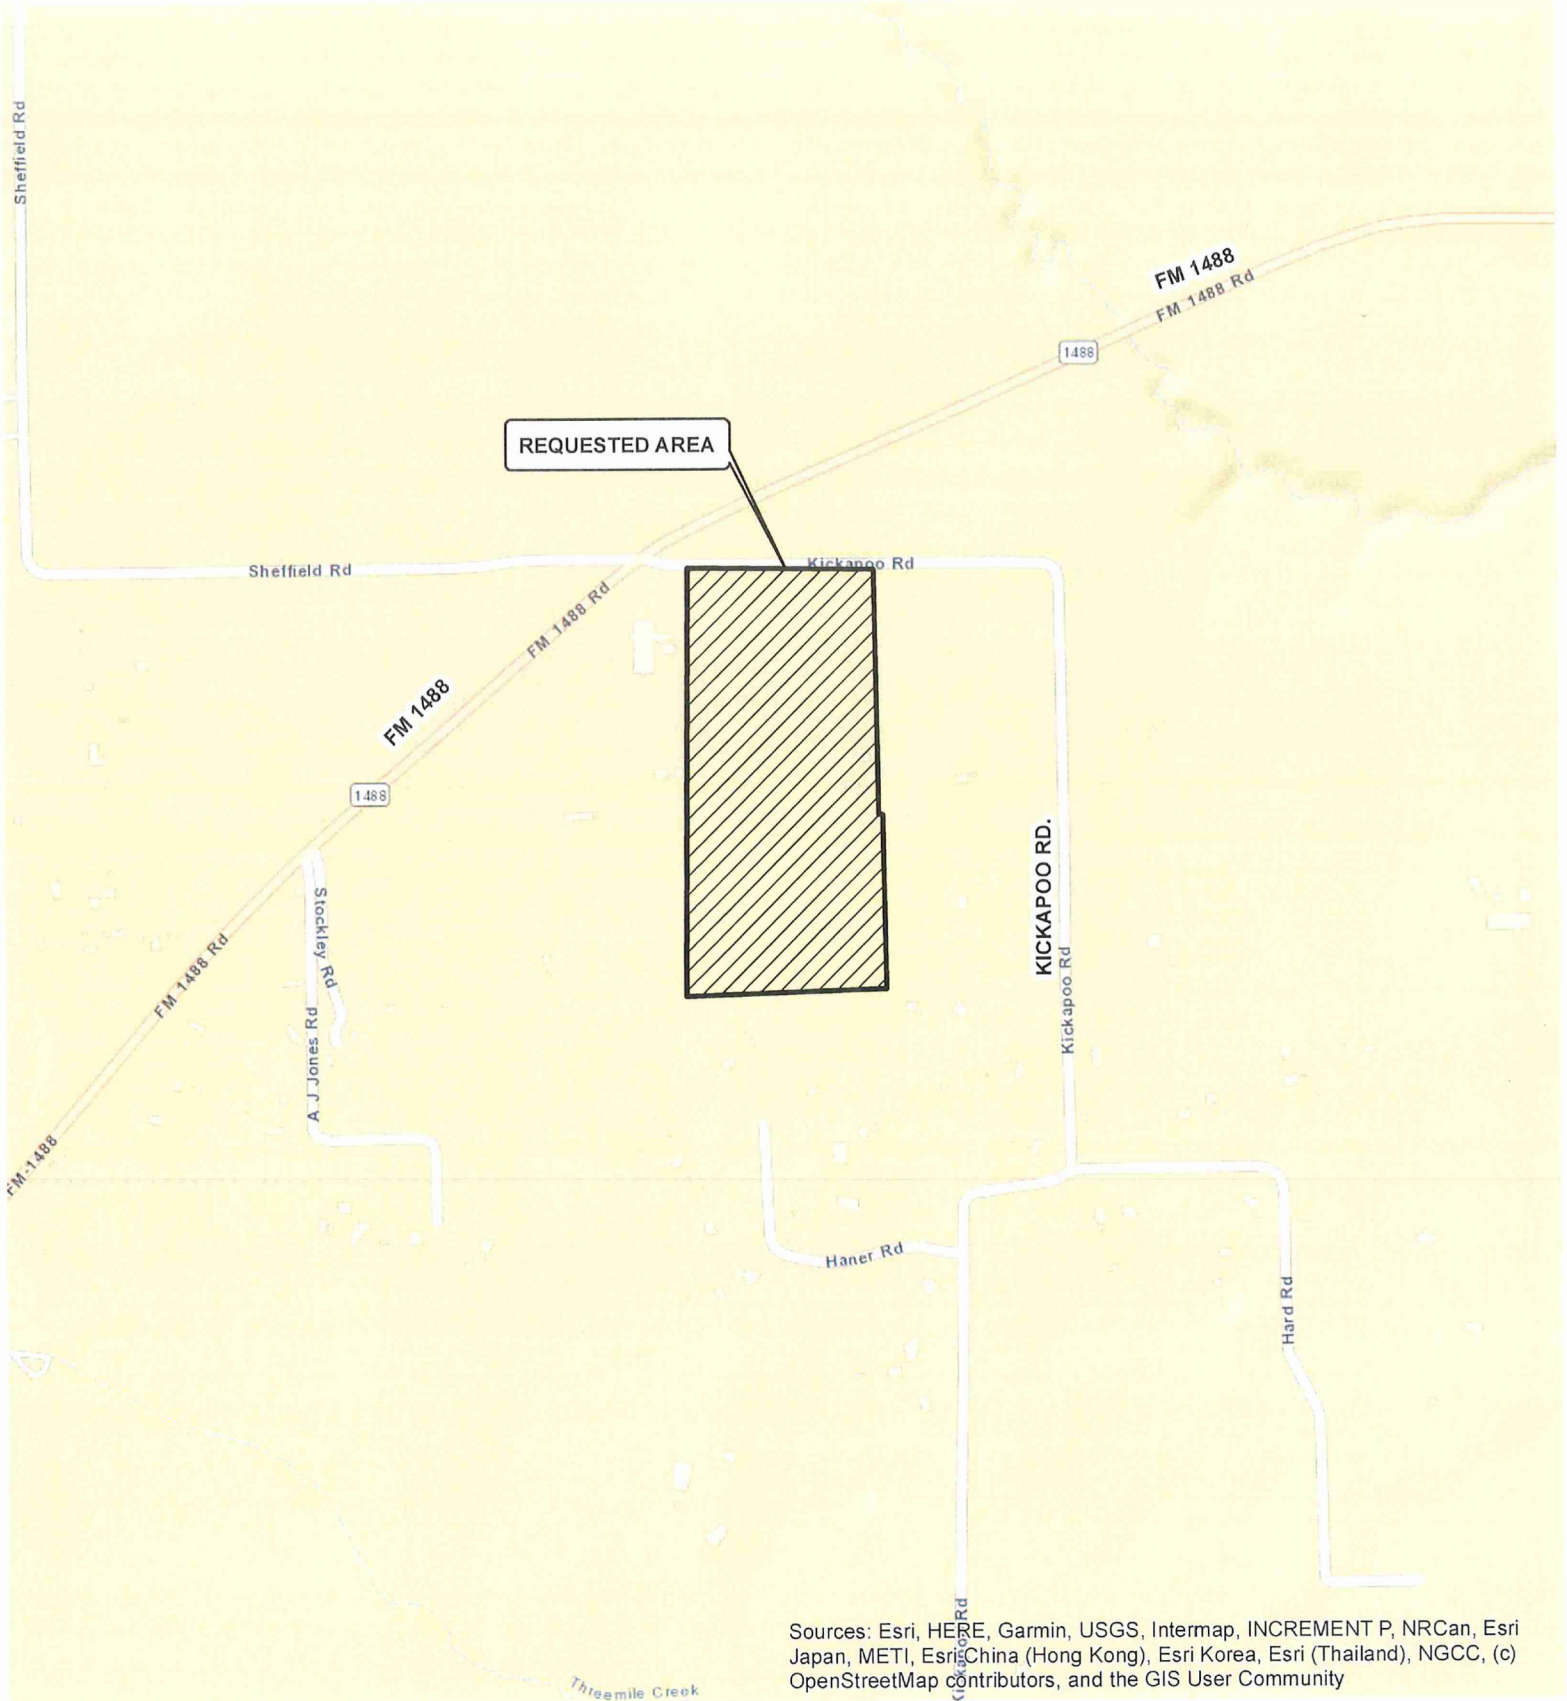 Sheffield Rd
FM 1488
FM 1488 Rd
1488
REQUESTED AREA
Sheffield Rd
Kickapoo Rd
FM 1488 Rd
FM 1488
1488
KICKAPOO RD.
Stockley Rd
FM 1488 Rd
Kickapoo Rd
A J Jones Rd
FM-1488
Haner Rd
Hard Rd
Kickapoo Rd
Sources: Esri, HERE, Garmin, USGS, Intermap, INCREMENT P, NRCan, Esri
Japan, METI, Esri China (Hong Kong), Esri Korea, Esri (Thailand), NGCC, (c)
OpenStreetMap contributors, and the GIS User Community
Threemile Creek